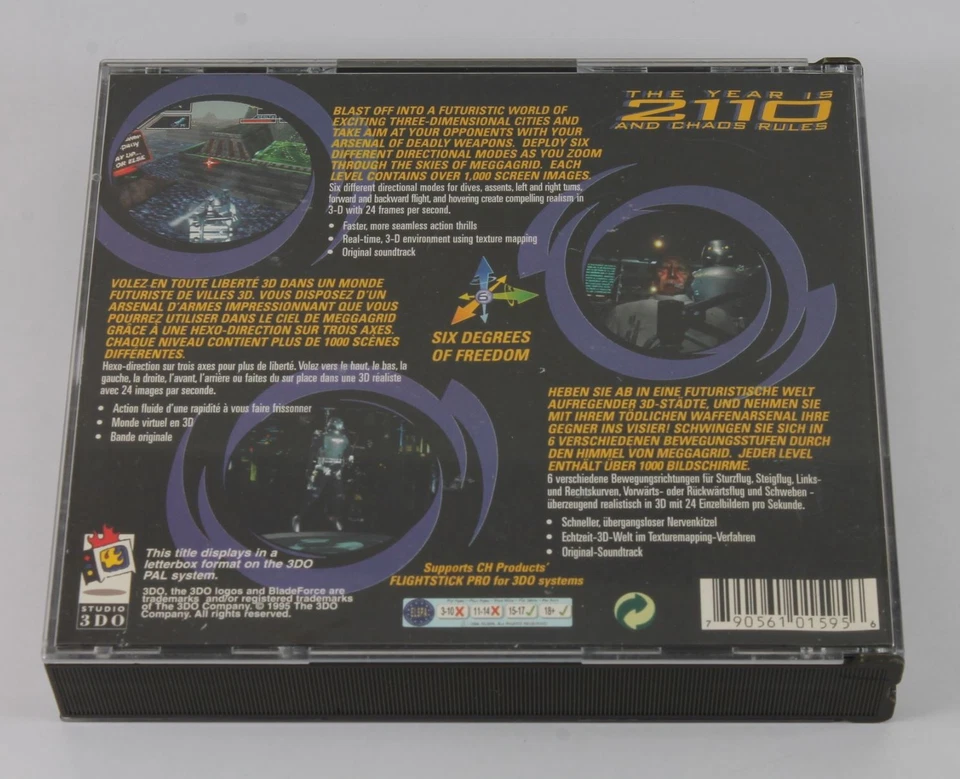 THE YEAR IS
2110
AND CHAOS RULES
BLAST OFF INTO A FUTURISTIC WORLD OF
EXCITING THREE-DIMENSIONAL CITIES AND
TAKE AIM AT YOUR OPPONENTS WITH YOUR
ARSENAL OF DEADLY WEAPONS. DEPLOY SIX
DIFFERENT DIRECTIONAL MODES AS YOU ZOOM
THROUGH THE SKIES OF MEGGAGRID. EACH
LEVEL CONTAINS OVER 1,000 SCREEN IMAGES.
Six different directional modes for dives, assents, left and right turns,
forward and backward flight, and hovering create compelling realism in
3-D with 24 frames per second.
• Faster, more seamless action thrills
• Real-time, 3-D environment using texture mapping
• Original soundtrack
AY UP...
OR ELSE
VOLEZ EN TOUTE LIBERTÉ 3D DANS UN MONDE
FUTURISTE DE VILLES 3D. VOUS DISPOSEZ D'UN
ARSENAL D'ARMES IMPRESSIONNANT QUE VOUS
POURREZ UTILISER DANS LE CIEL DE MEGGAGRID
GRÂCE À UNE HEXO-DIRECTION SUR TROIS AXES.
CHAQUE NIVEAU CONTIENT PLUS DE 1000 SCÈNES
DIFFÉRENTES.
Hexo-direction sur trois axes pour plus de liberté. Volez vers le haut, le bas, la
gauche, la droite, l'avant, l'arrière ou faites du sur place dans une 3D réaliste
avec 24 images par seconde.
• Action fluide d'une rapidité à vous faire frissonner
• Monde virtuel en 3D
• Bande originale
6
SIX DEGREES
OF FREEDOM
HEBEN SIE AB IN EINE FUTURISTISCHE WELT
AUFREGENDER 3D-STÄDTE, UND NEHMEN SIE
MIT IHREM TÖDLICHEN WAFFENARSENAL IHRE
GEGNER INS VISIER! SCHWINGEN SIE SICH IN
6 VERSCHIEDENEN BEWEGUNGSSTUFEN DURCH
DEN HIMMEL VON MEGGAGRID. JEDER LEVEL
ENTHÄLT ÜBER 1000 BILDSCHIRME.
6 verschiedene Bewegungsrichtungen für Sturzflug, Steigflug, Links-
und Rechtskurven, Vorwärts- oder Rückwärtsflug und Schweben -
überzeugend realistisch in 3D mit 24 Einzelbildern pro Sekunde.
• Schneller, übergangsloser Nervenkitzel
• Echtzeit-3D-Welt im Texturemapping-Verfahren
• Original-Soundtrack
This title displays in a
letterbox format on the 3DO
PAL system.
3DO, the 3DO logos and BladeForce are
trademarks and/or registered trademarks
of The 3DO Company. © 1995 The 3DO
Company. All rights reserved.
STUDIO
3DO
Supports CH Products'
FLIGHTSTICK PRO for 3DO systems
ELSPA 3-10 11-14 15-17 18+
7 90561 01595 6